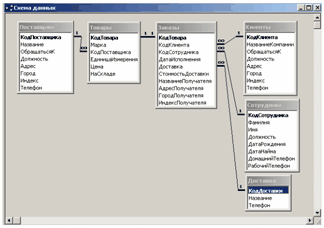 Схема данных
Поставщики
КодПоставщика
Название
ОбращатьсяК
Должность
Адрес
Город
Индекс
Телефон
Товары
КодТовара
Марка
КодПоставщика
ЕдиницаИзмерения
Цена
НаСкладе
Заказы
КодТовара
КодКлиента
КодСотрудника
ДатаИсполнения
Доставка
СтоимостьДоставки
НазваниеПолучателя
АдресПолучателя
ГородПолучателя
ИндексПолучателя
Клиенты
КодКлиента
НазваниеКомпании
ОбращатьсяК
Должность
Адрес
Город
Индекс
Телефон
Сотрудники
КодСотрудника
Фамилия
Имя
Должность
ДатаРождения
ДатаНайма
ДомашнийТелефон
РабочийТелефон
Доставка
КодДоставки
Название
Телефон